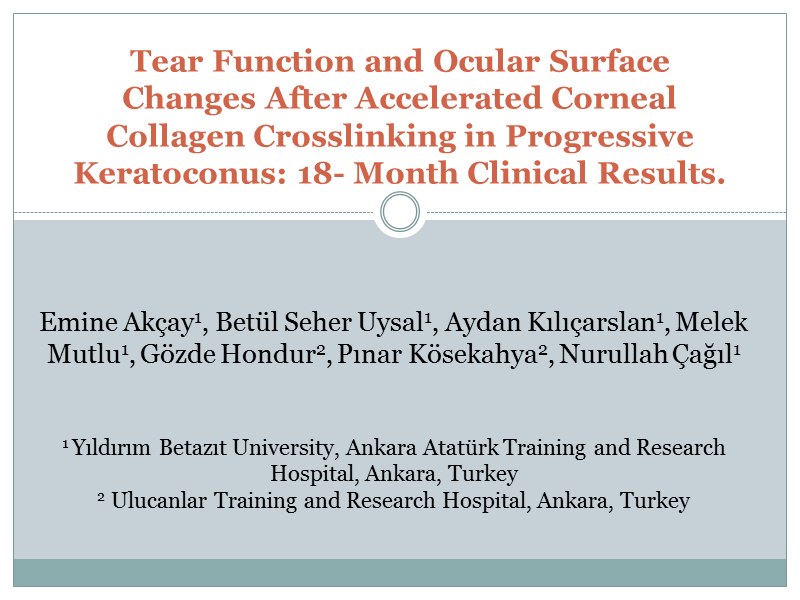 Tear Function and Ocular Surface
Changes After Accelerated Corneal
Collagen Crosslinking in Progressive
Keratoconus: 18- Month Clinical Results.
Emine Akçay¹, Betül Seher Uysal¹, Aydan Kılıçarslan¹, Melek
Mutlu¹, Gözde Hondur², Pınar Kösekahya², Nurullah Çağıl¹
¹ Yıldırım Betazıt University, Ankara Atatürk Training and Research
Hospital, Ankara, Turkey
² Ulucanlar Training and Research Hospital, Ankara, Turkey